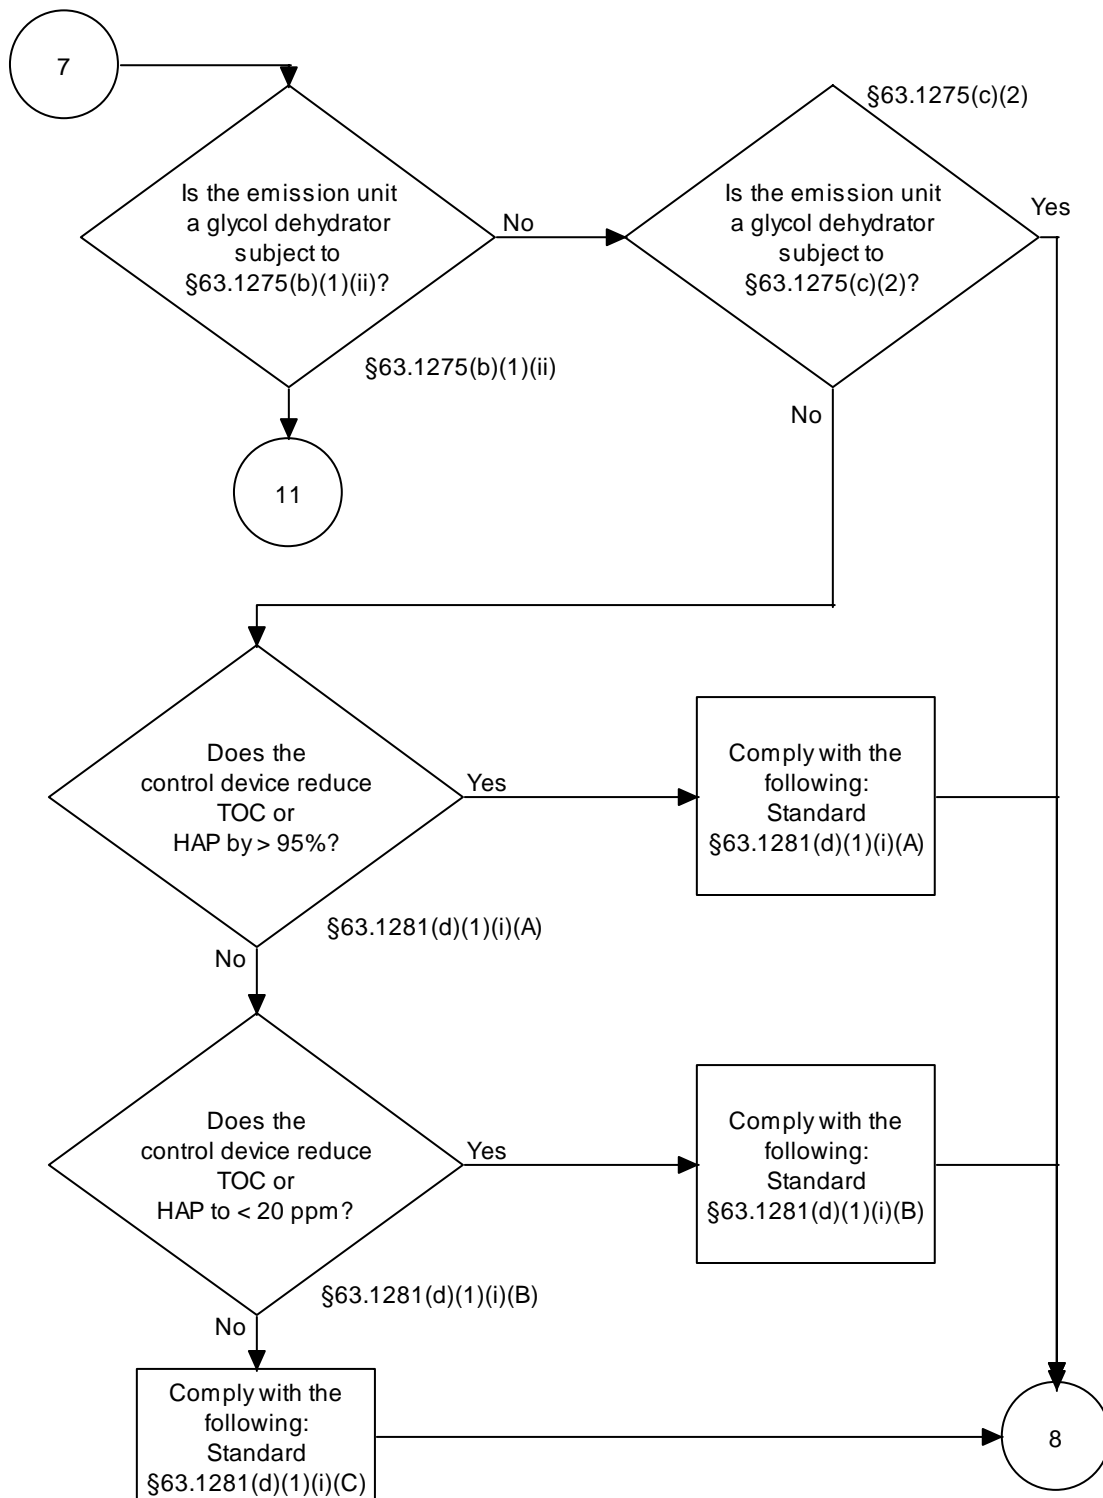 7
§63.1275(c)(2)
Is the emission unit
a glycol dehydrator
subject to
§63.1275(b)(1)(ii)?
No
Is the emission unit
a glycol dehydrator
subject to
§63.1275(c)(2)?
Yes
§63.1275(b)(1)(ii)
No
11
Does the
control device reduce
TOC or
HAP by > 95%?
Yes
Comply with the
following:
Standard
§63.1281(d)(1)(i)(A)
§63.1281(d)(1)(i)(A)
No
Does the
control device reduce
TOC or
HAP to < 20 ppm?
Yes
Comply with the
following:
Standard
§63.1281(d)(1)(i)(B)
§63.1281(d)(1)(i)(B)
No
Comply with the
following:
Standard
§63.1281(d)(1)(i)(C)
8